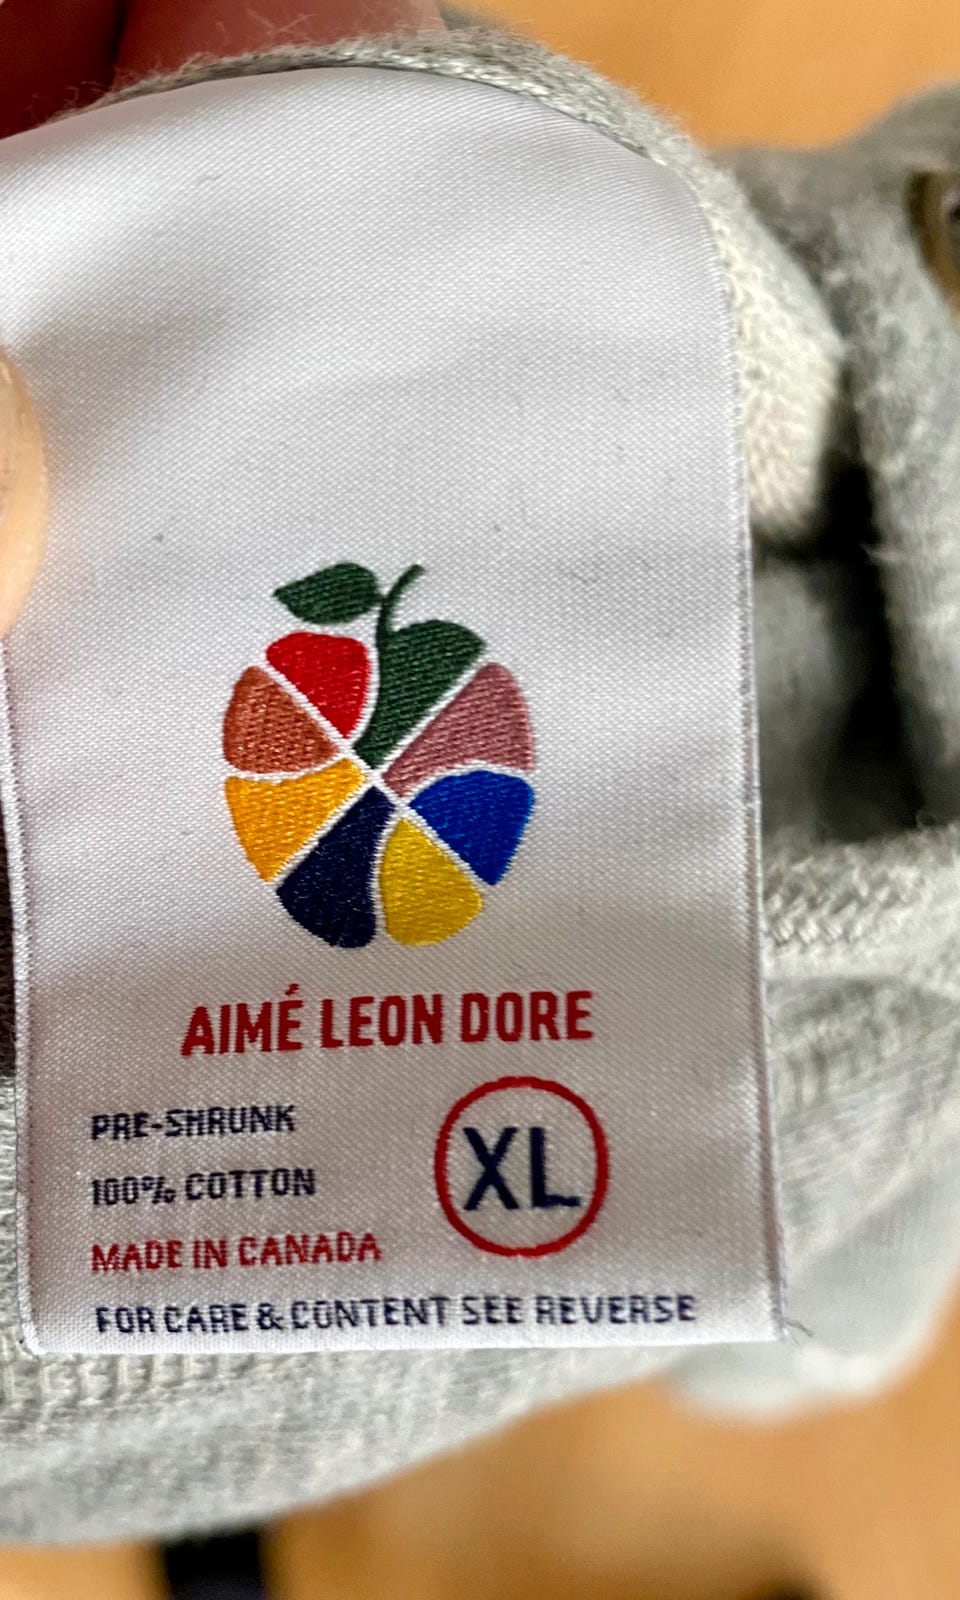 AIMÉ LEON DORE
PRE-SHRUNK
100% COTTON
XL
MADE IN CANADA
FOR CARE & CONTENT SEE REVERSE